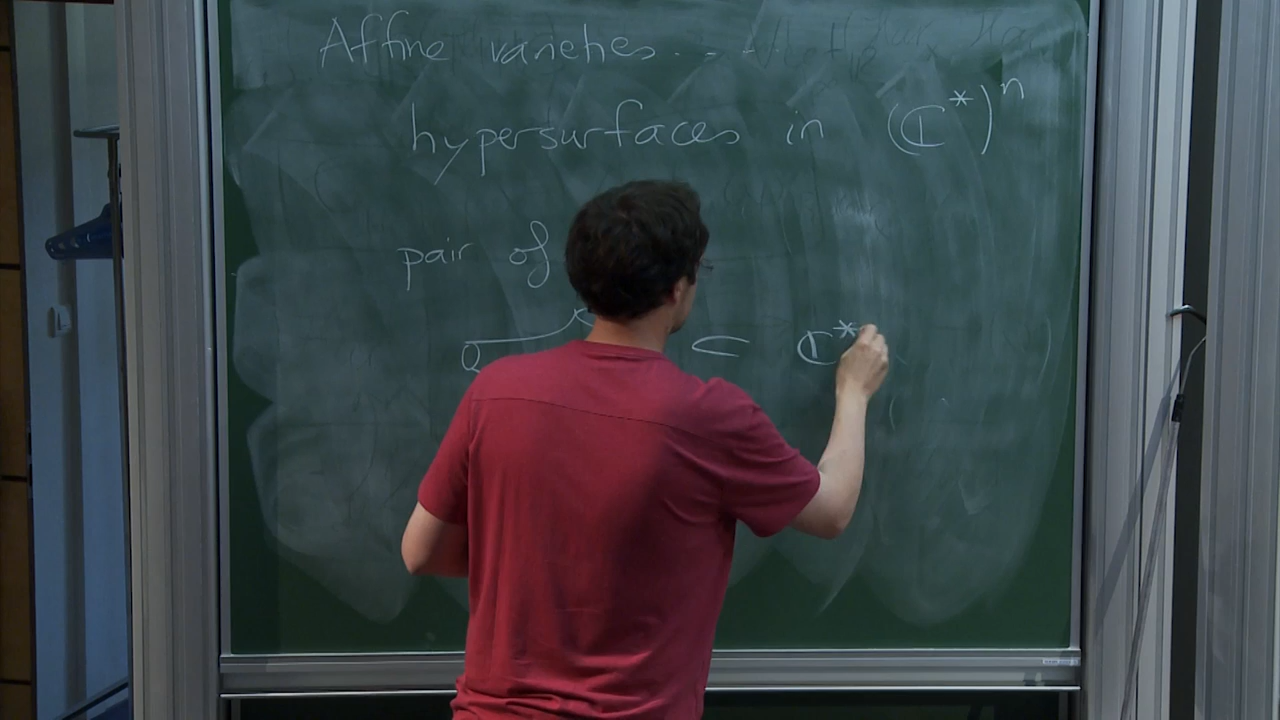 Affine varieties.....
hypersurfaces in (ℂ*)ⁿ
pair of
⊂ ℂ*